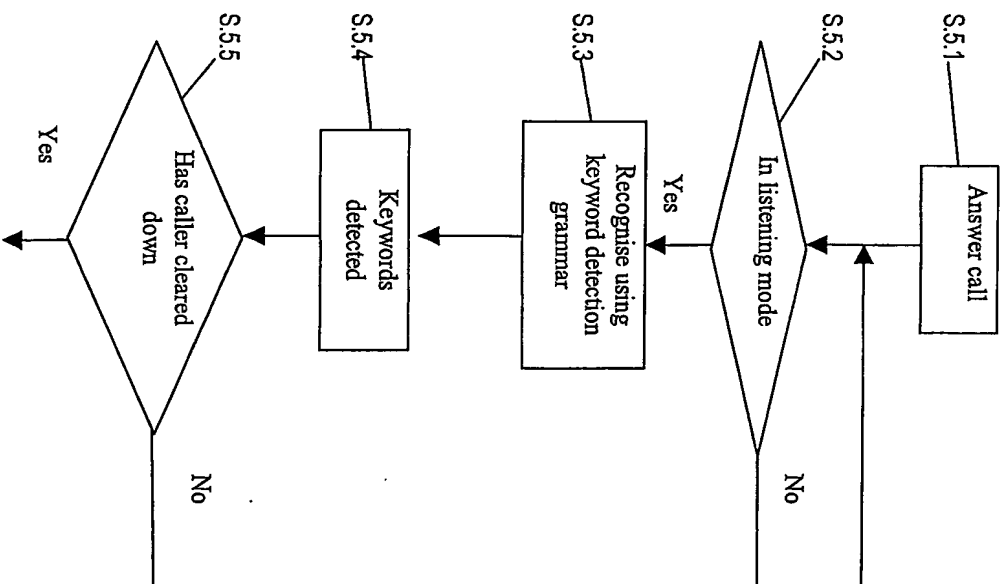 S.5.1
Answer call
S.5.2
In listening mode
No
Yes
S.5.3
Recognise using
keyword detection
grammar
S.5.4
Keywords
detected
S.5.5
Has caller cleared
down
No
Yes